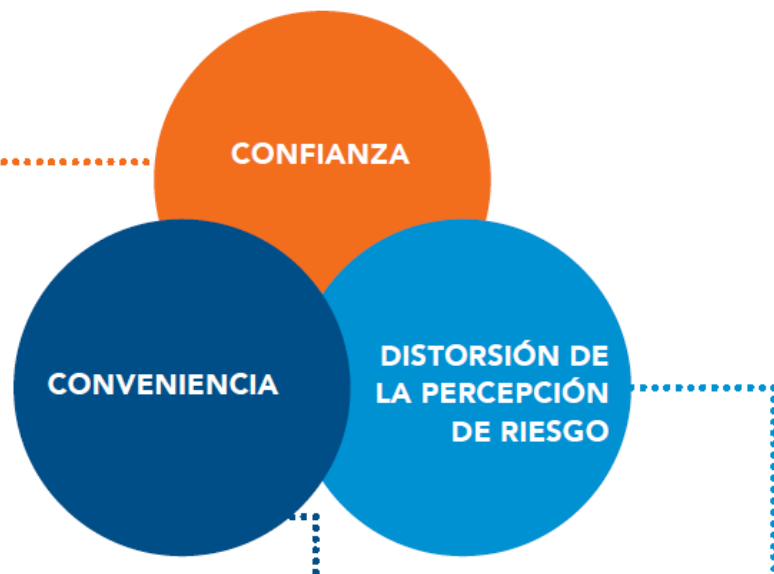 CONFIANZA
CONVENIENCIA
DISTORSIÓN DE
LA PERCEPCIÓN
DE RIESGO